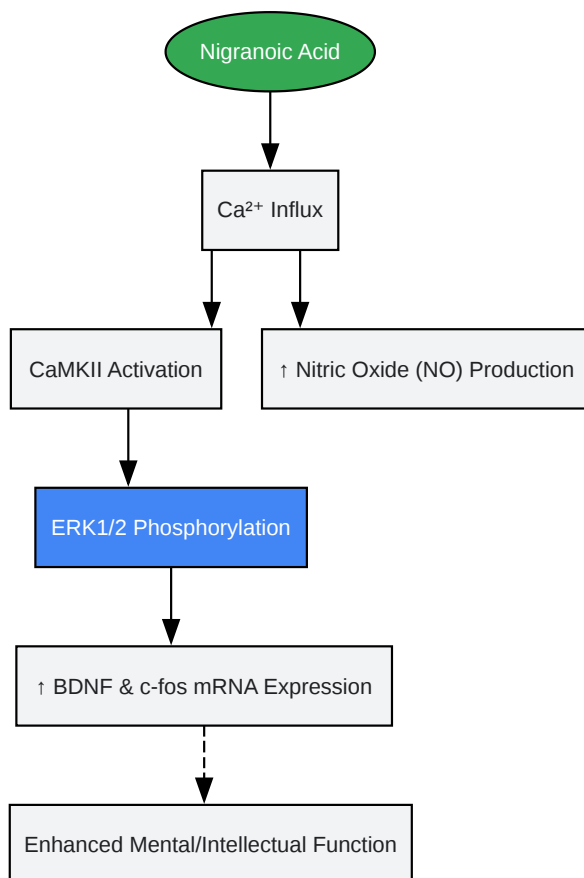 Nigranoic Acid
Ca²⁺ Influx
CaMKII Activation
↑ Nitric Oxide (NO) Production
ERK1/2 Phosphorylation
↑ BDNF & c-fos mRNA Expression
Enhanced Mental/Intellectual Function